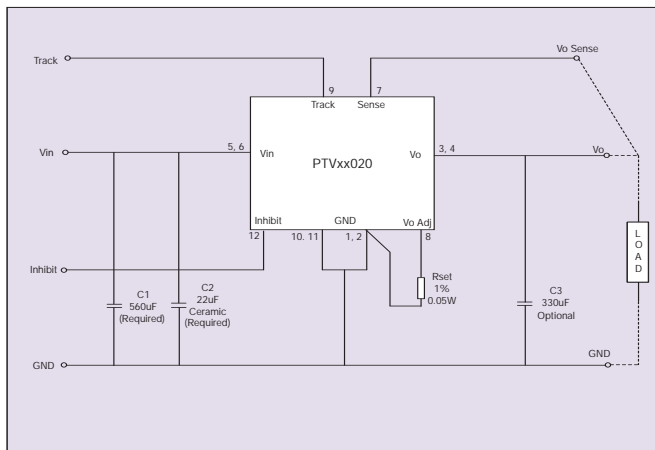 Vo Sense
Track
9
7
Track
Sense
5, 6
3, 4
Vin
Vin
Vo
Vo
PTVxx020
Inhibit
GND
Vo Adj
12
10. 11
1, 2
8
L
O
A
D
Inhibit
Rset
1%
0.05W
C1
560uF
(Required)
C2
22uF
Ceramic
(Required)
C3
330uF
Optional
GND
GND